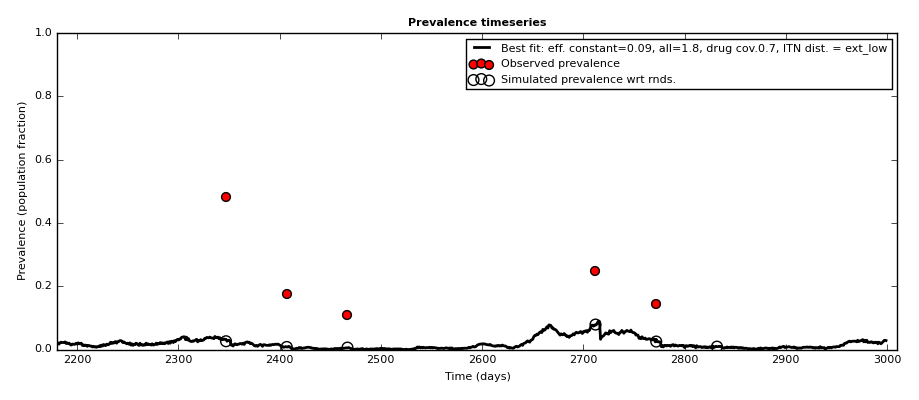 Prevalence timeseries
Best fit: eff. constant=0.09, all=1.8, drug cov.0.7, ITN dist. = ext_low
Observed prevalence
Simulated prevalence wrt rnds.
Prevalence (population fraction)
1.0
0.8
0.6
0.4
0.2
0.0
2200 2300 2400 2500 2600 2700 2800 2900 3000
Time (days)